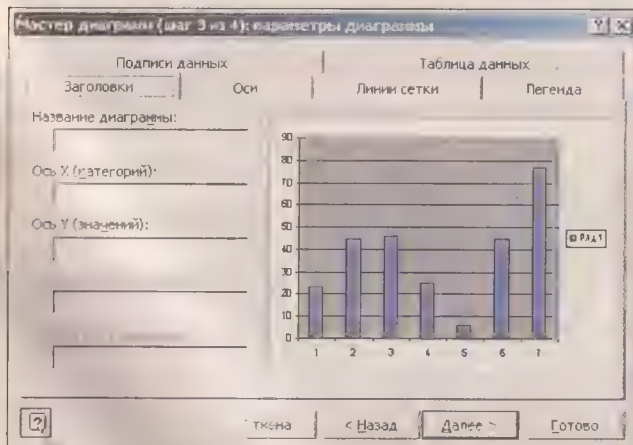 Мастер диаграмм (шаг 3 из 4): параметры диаграммы
Подписи данных
Таблица данных
Заголовки
Оси
Линии сетки
Легенда
Название диаграммы:
Ось X (категорий):
Ось Y (значений):
90
80
70
60
50
40
30
20
10
0
1 2 3 4 5 6 7
Ряд1
< Назад
Далее >
Готово